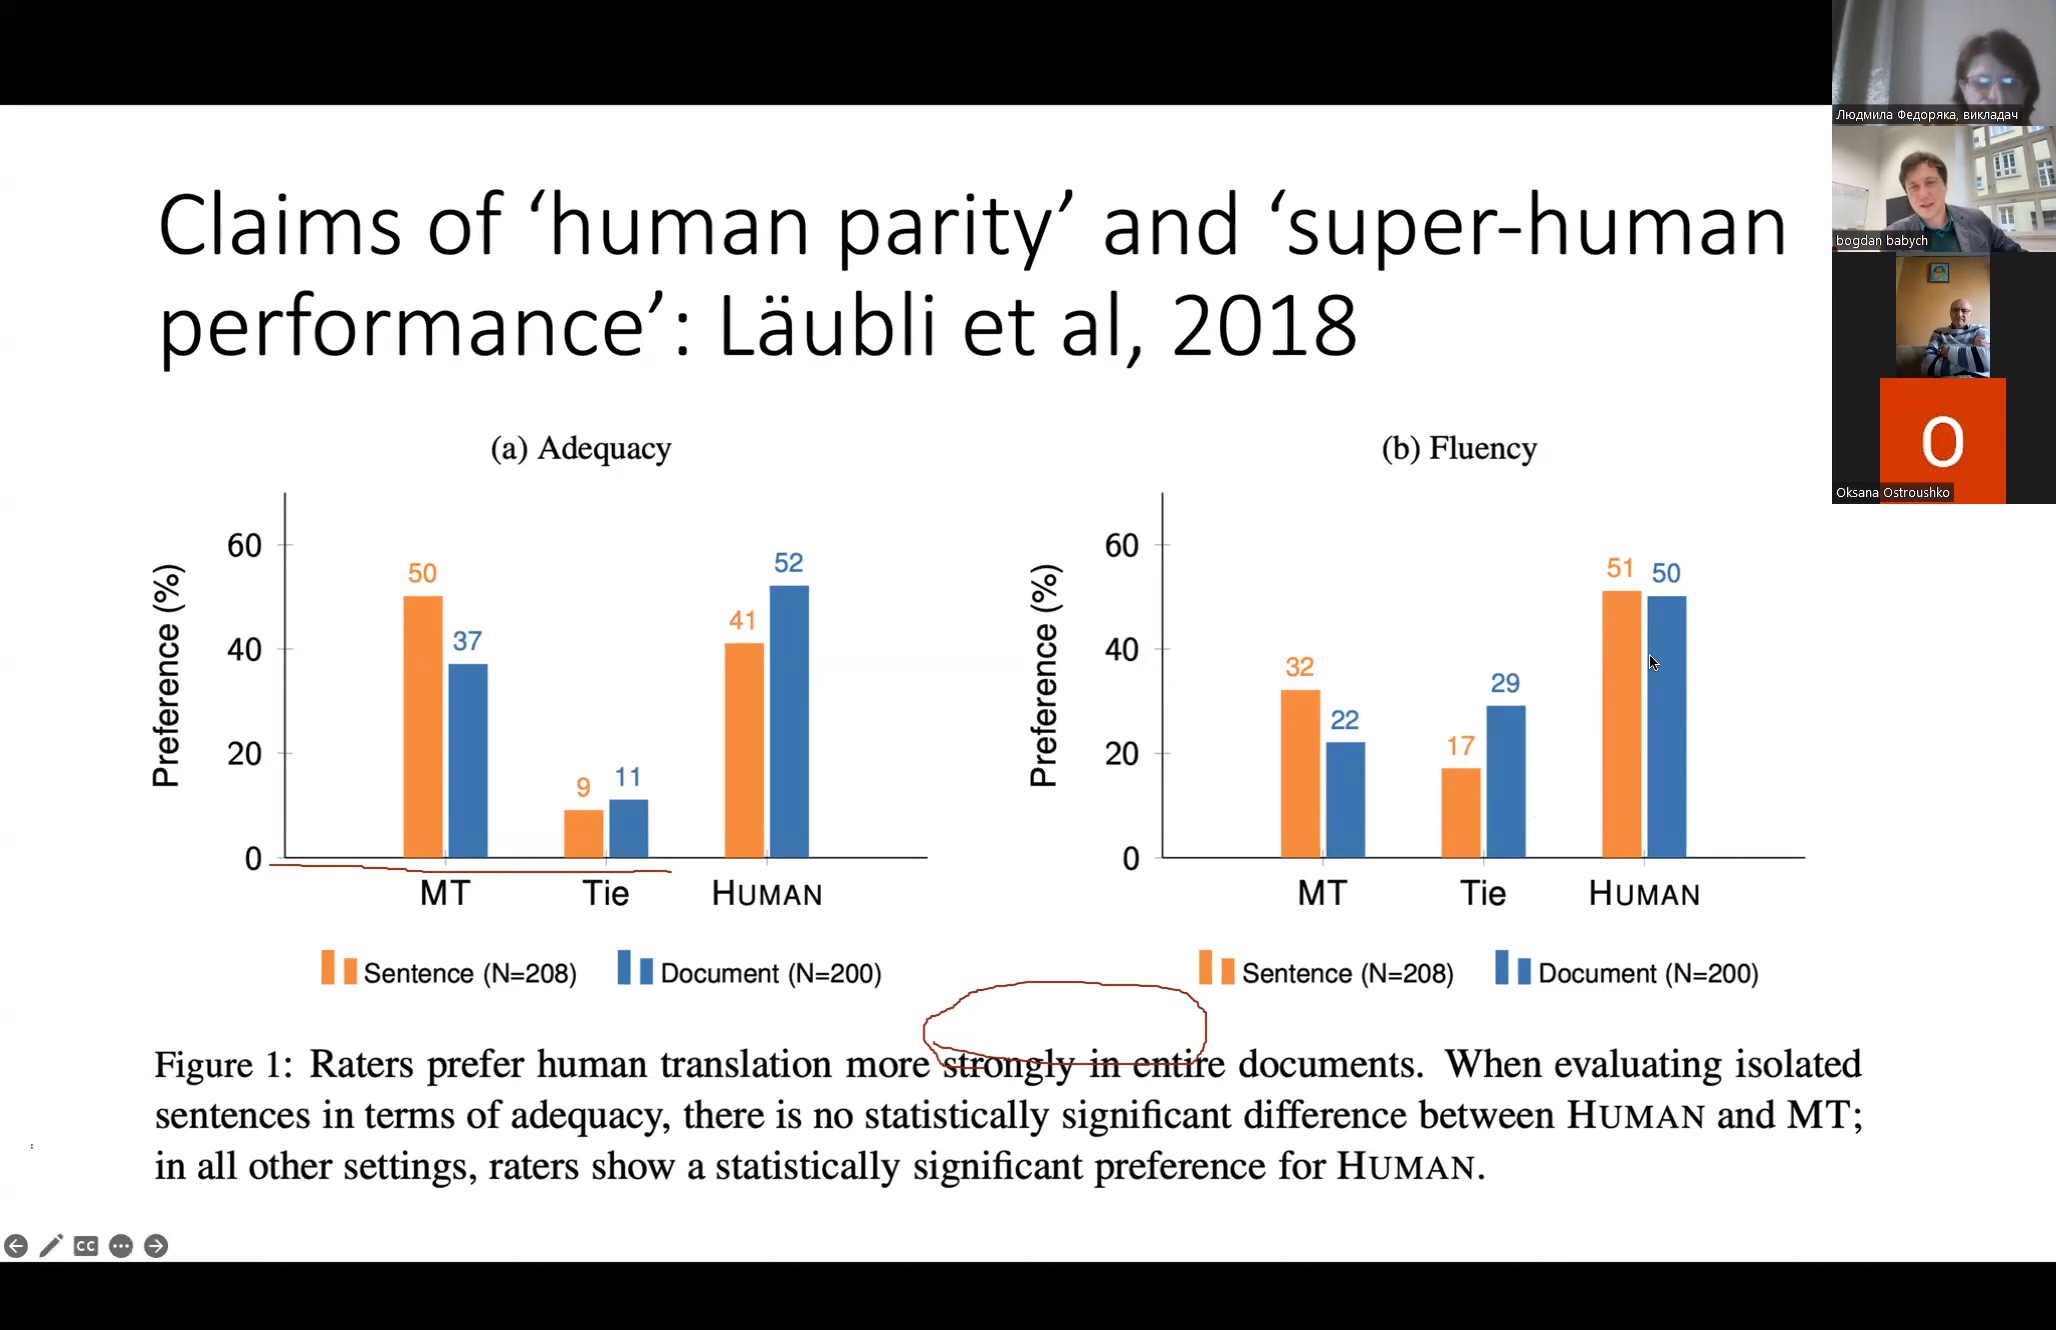 Claims of ‘human parity’ and ‘super-human
performance’: Läubli et al, 2018
(a) Adequacy
Preference (%)
60
40
20
0
50
37
9
11
41
52
MT
Tie
HUMAN
Sentence (N=208)
Document (N=200)
(b) Fluency
Preference (%)
60
40
20
0
32
22
17
29
51
50
MT
Tie
HUMAN
Sentence (N=208)
Document (N=200)
Figure 1: Raters prefer human translation more strongly in entire documents. When evaluating isolated
sentences in terms of adequacy, there is no statistically significant difference between HUMAN and MT;
in all other settings, raters show a statistically significant preference for HUMAN.
CC
Людмила Федоряка, викладач
bogdan babych
O
Oksana Ostroushko